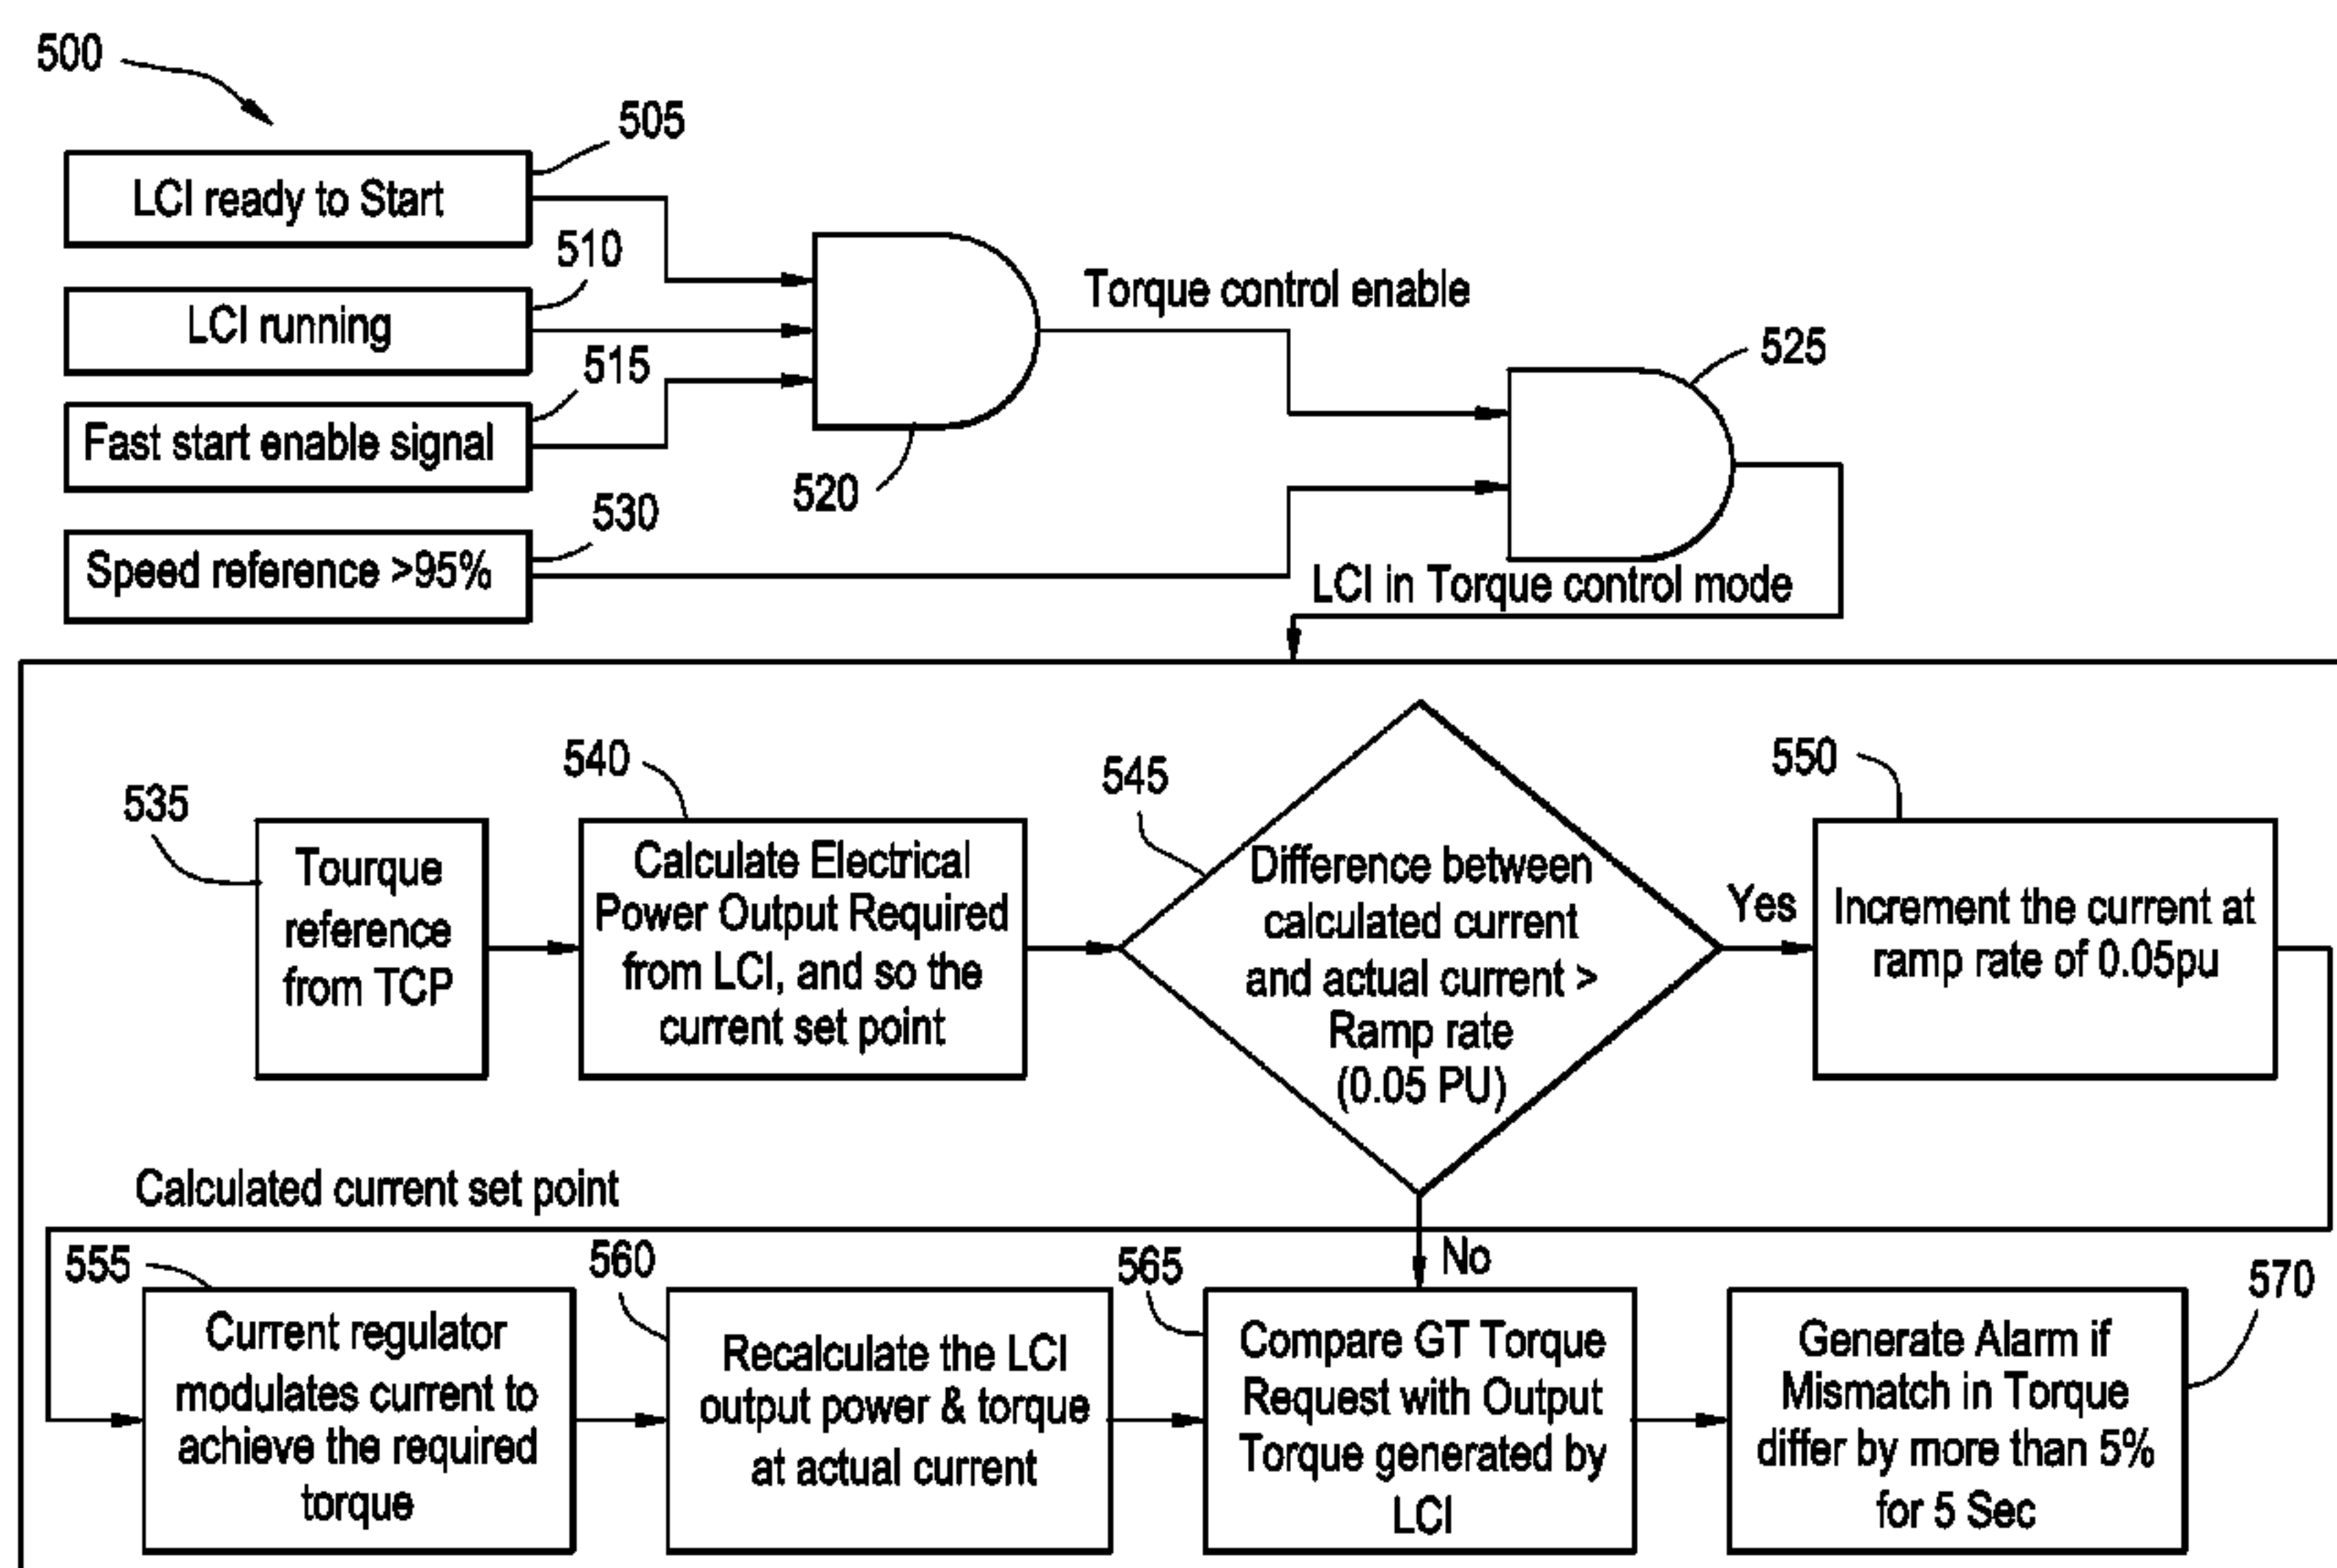 500
505
LCI ready to Start
510
LCI running
515
Fast start enable signal
530
Speed reference >95%
520
Torque control enable
525
LCI in Torque control mode
535
Tourque
reference
from TCP
540
Calculate Electrical
Power Output Required
from LCI, and so the
current set point
545
Difference between
calculated current
and actual current >
Ramp rate
(0.05 PU)
Yes
550
Increment the current at
ramp rate of 0.05pu
No
Calculated current set point
555
Current regulator
modulates current to
achieve the required
torque
560
Recalculate the LCI
output power & torque
at actual current
565
Compare GT Torque
Request with Output
Torque generated by
LCI
570
Generate Alarm if
Mismatch in Torque
differ by more than 5%
for 5 Sec